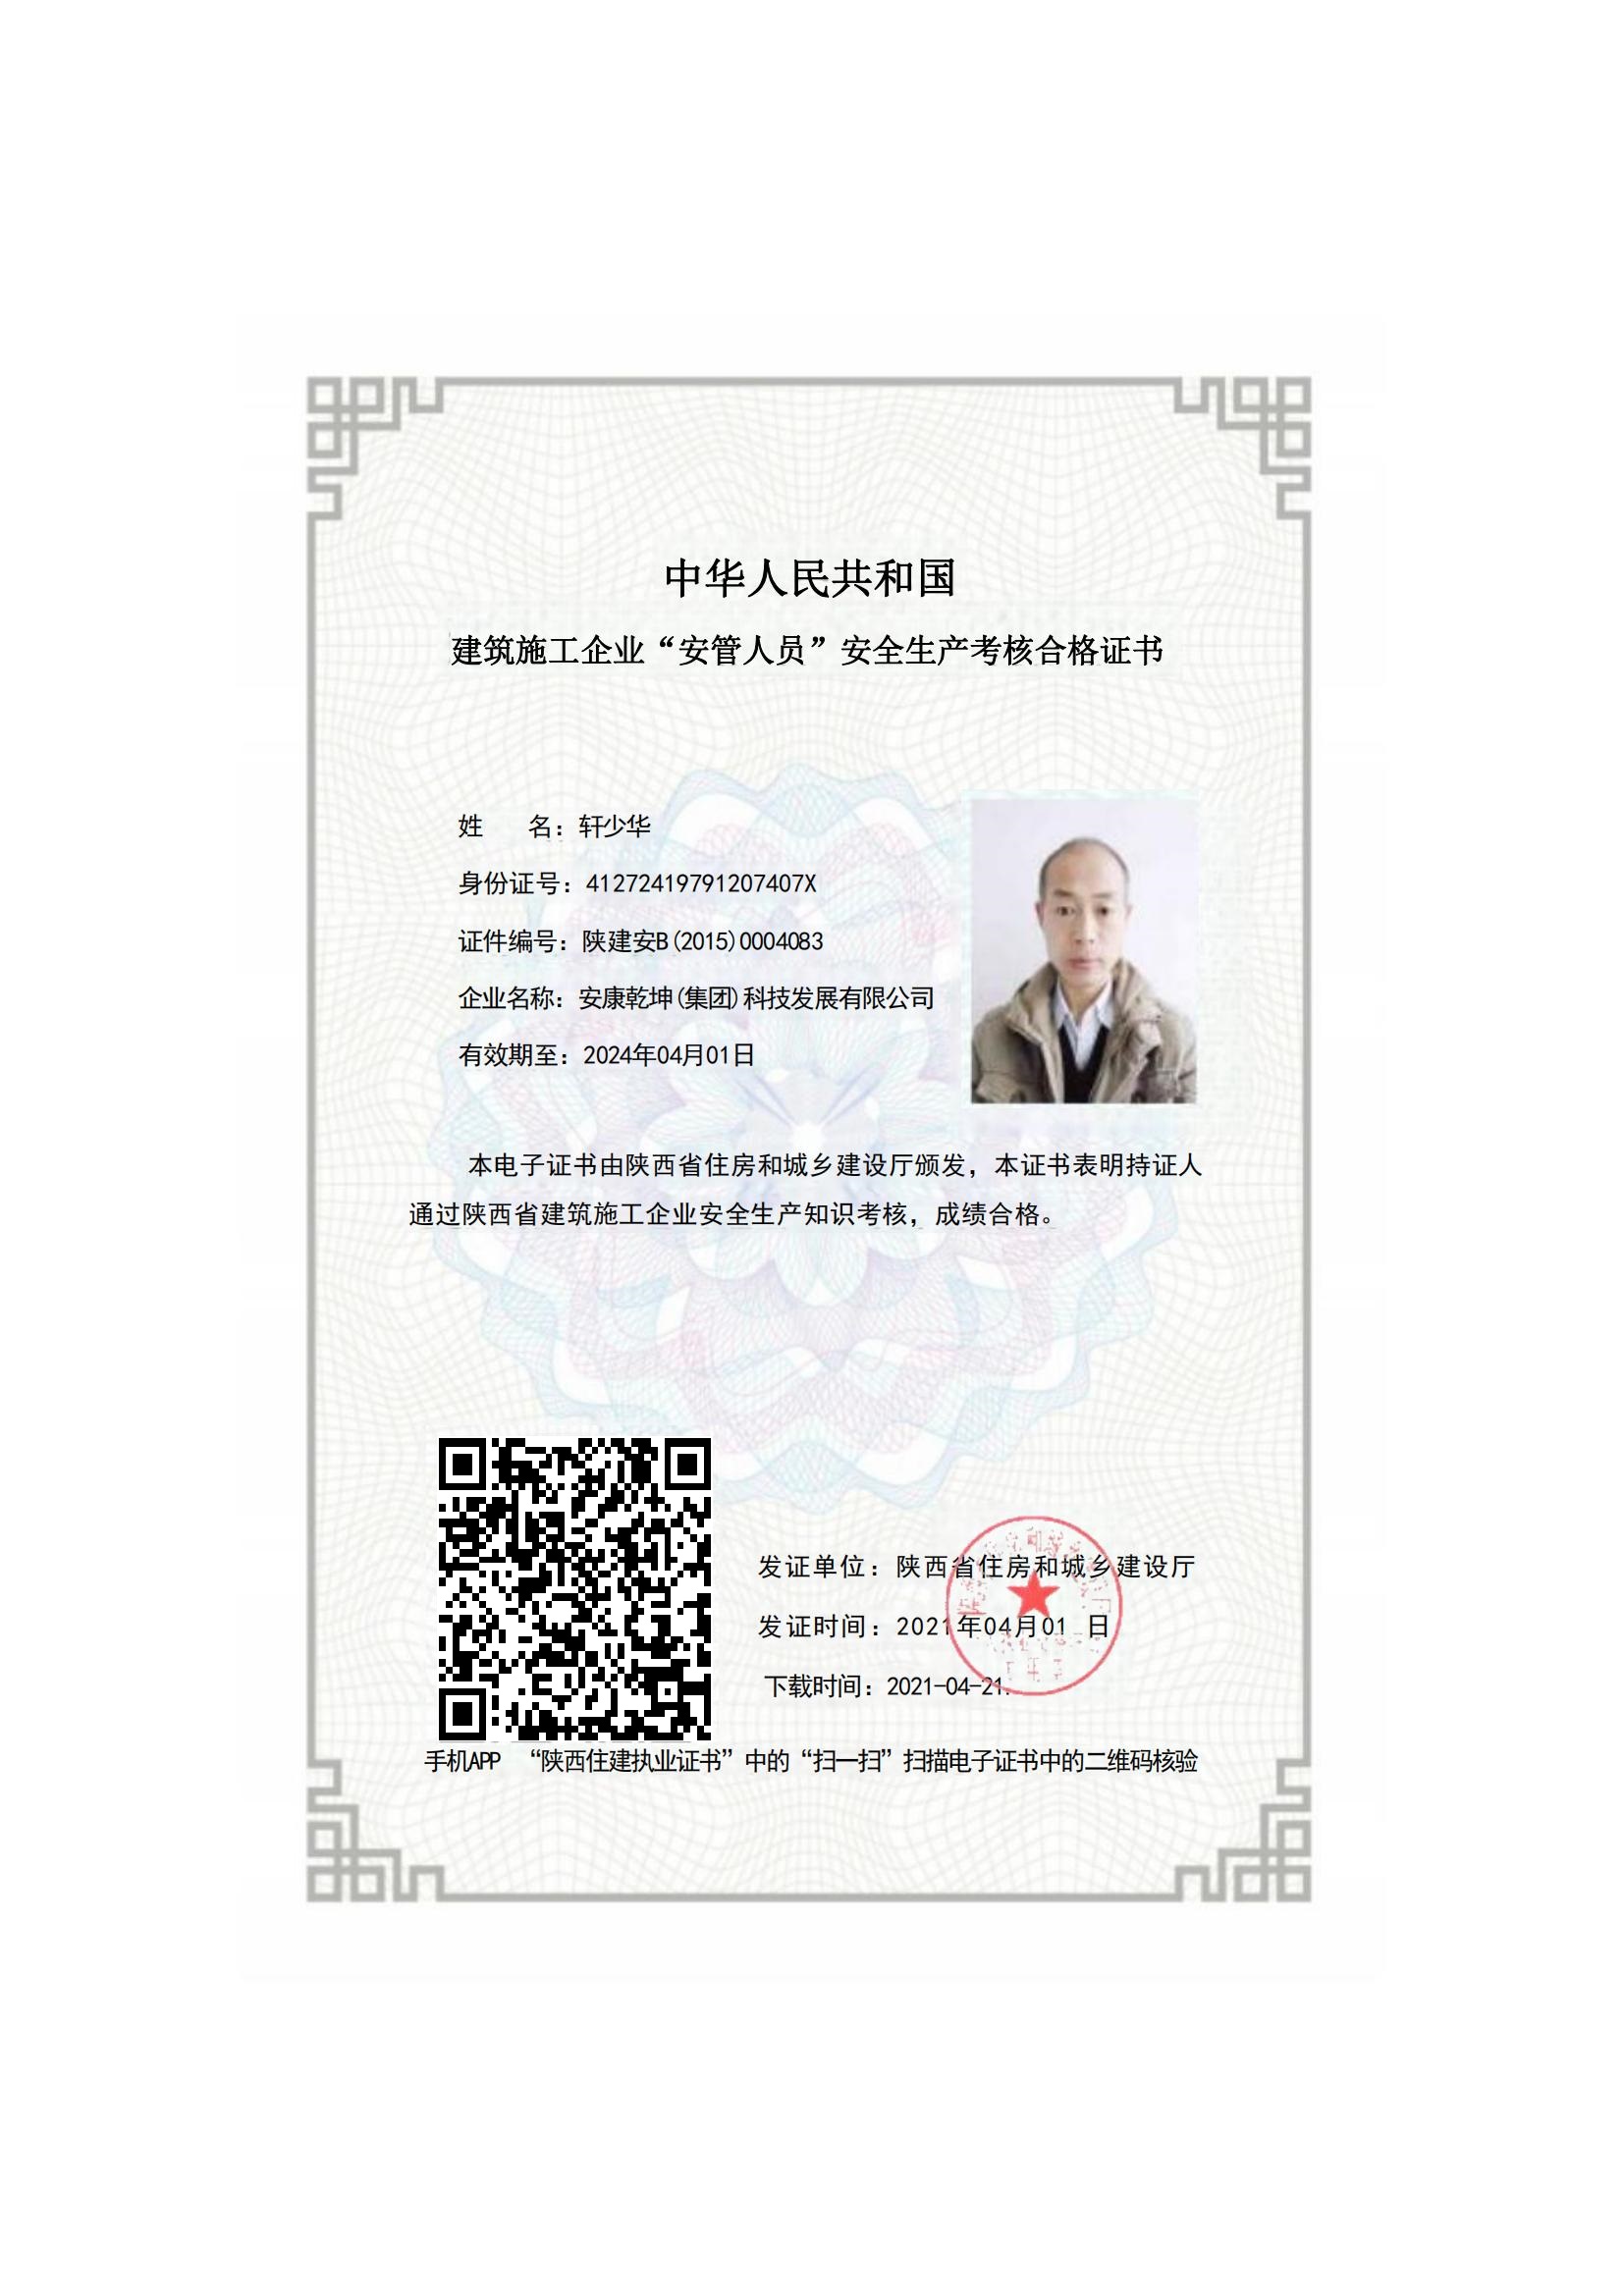 中华人民共和国
建筑施工企业“安管人员”安全生产考核合格证书
姓 名：轩少华
身份证号：41272419791207407X
证件编号：陕建安B(2015)0004083
企业名称：安康乾坤(集团)科技发展有限公司
有效期至：2024年04月01日
本电子证书由陕西省住房和城乡建设厅颁发，本证书表明持证人
通过陕西省建筑施工企业安全生产知识考核，成绩合格。
发证单位：陕西省住房和城乡建设厅
发证时间：2021年04月01 日
下载时间：2021-04-21
手机APP “陕西住建执业证书”中的“扫一扫”扫描电子证书中的二维码核验